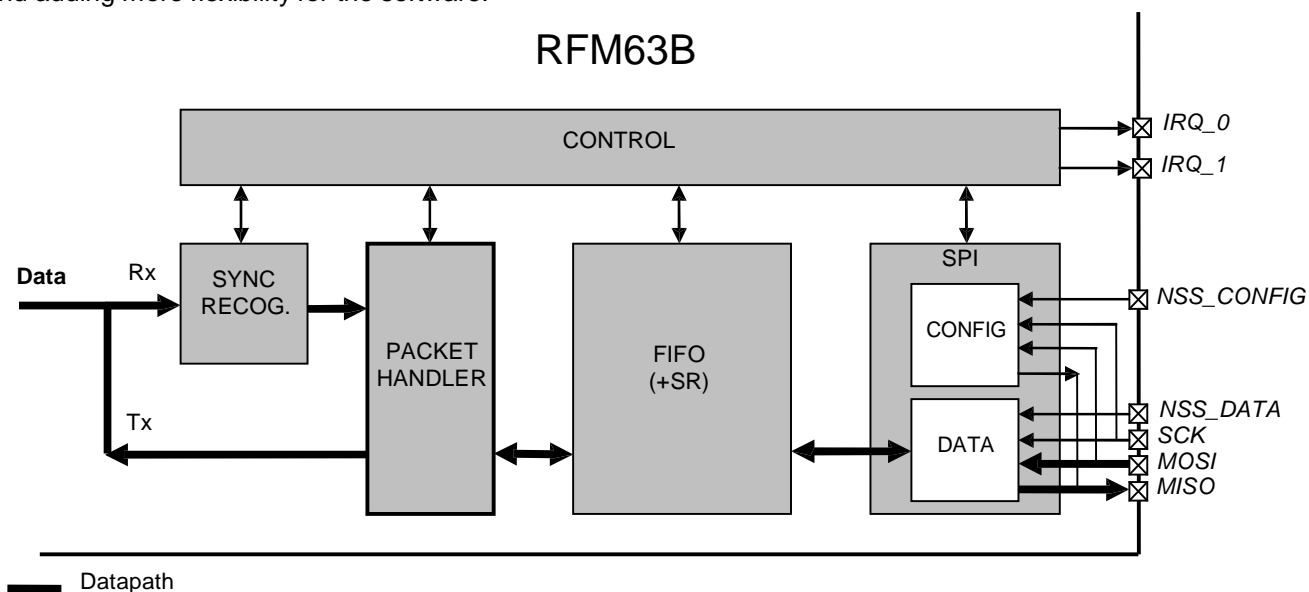 nd adding more flexibility for the software.
RFM63B
CONTROL
IRQ_0
IRQ_1
Data
Rx
SYNC
RECOG.
PACKET
HANDLER
FIFO
(+SR)
SPI
CONFIG
NSS_CONFIG
Tx
DATA
NSS_DATA
SCK
MOSI
MISO
Datapath